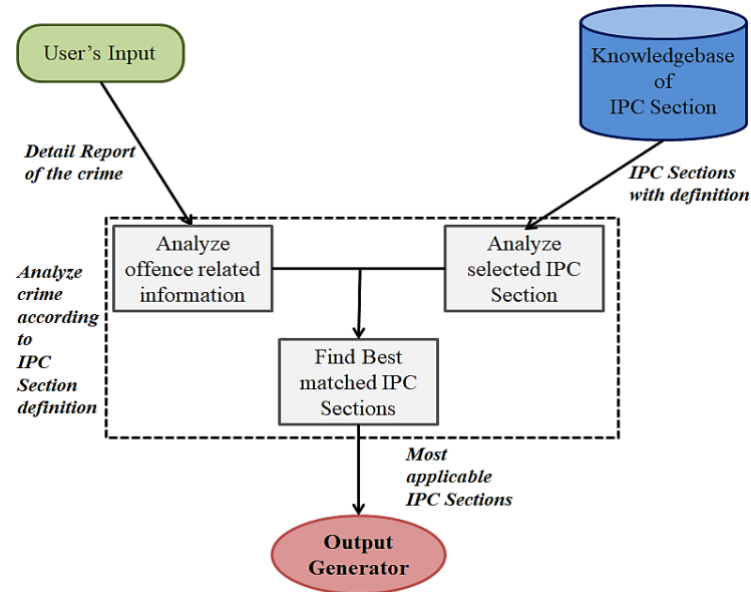 User's Input
Knowledgebase
of
IPC Section
Detail Report
of the crime
IPC Sections
with definition
Analyze
offence related
information
Analyze
selected IPC
Section
Analyze
crime
according
to
IPC
Section
definition
Find Best
matched IPC
Sections
Most
applicable
IPC Sections
Output
Generator